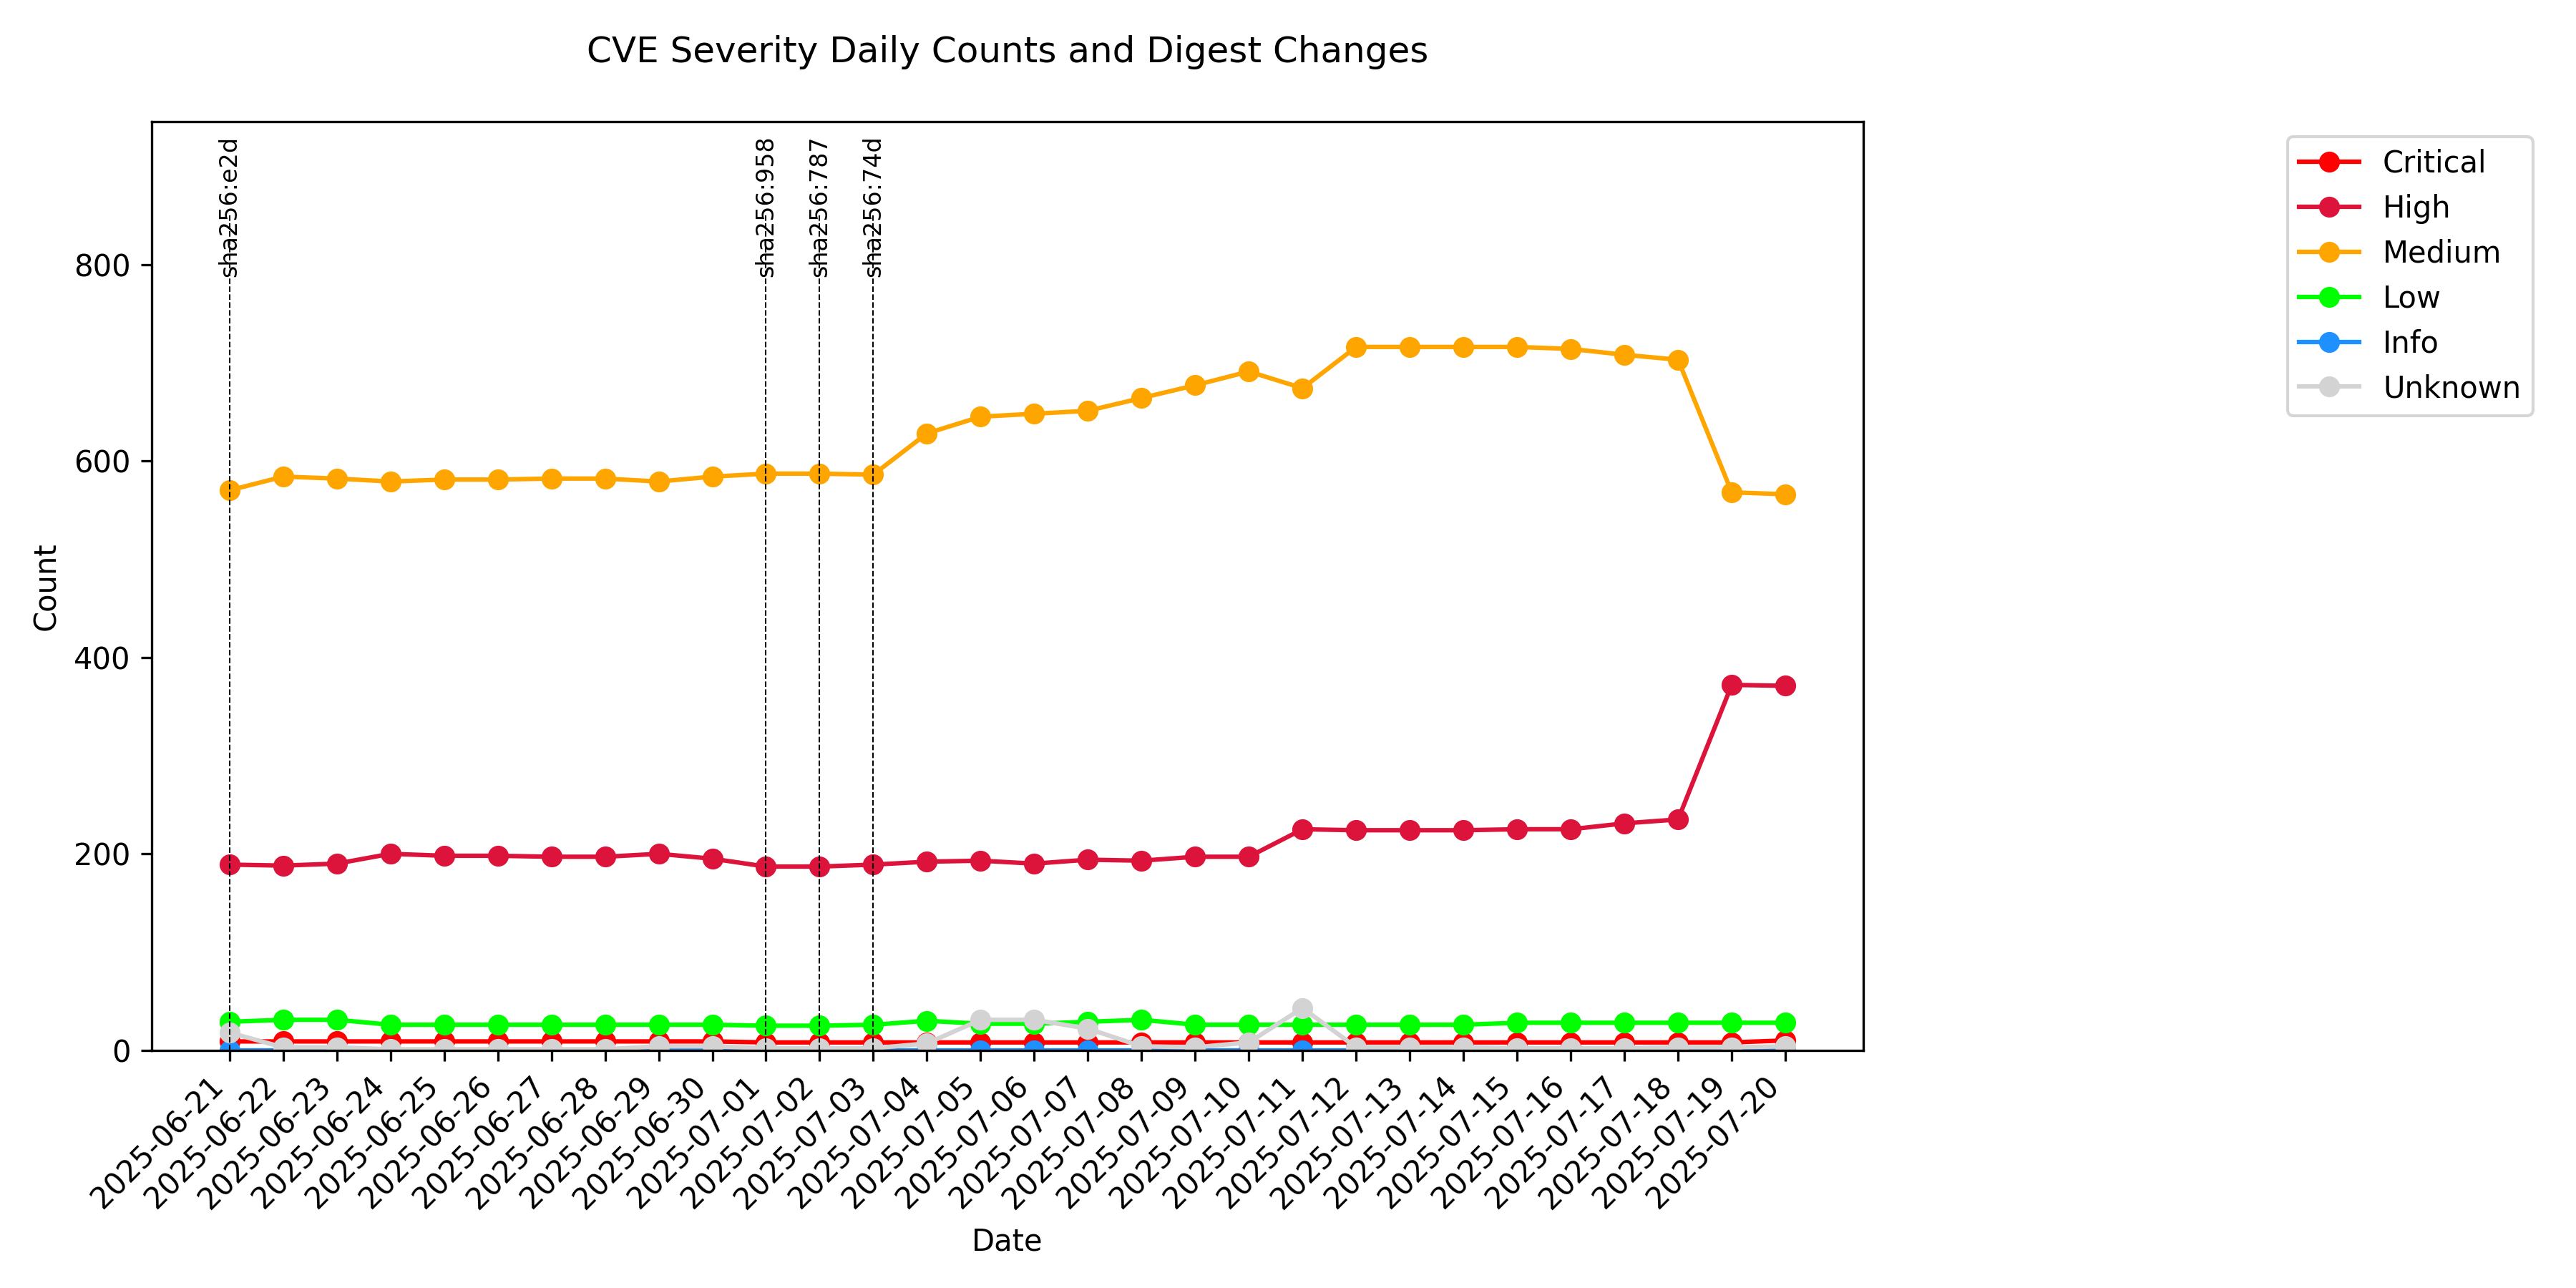 CVE Severity Daily Counts and Digest Changes
sha256:e2d
sha256:958
sha256:787
sha256:74d
Critical
High
Medium
Low
Info
Unknown
Count
800
600
400
200
0
2025-06-21
2025-06-22
2025-06-23
2025-06-24
2025-06-25
2025-06-26
2025-06-27
2025-06-28
2025-06-29
2025-06-30
2025-07-01
2025-07-02
2025-07-03
2025-07-04
2025-07-05
2025-07-06
2025-07-07
2025-07-08
2025-07-09
2025-07-10
2025-07-11
2025-07-12
2025-07-13
2025-07-14
2025-07-15
2025-07-16
2025-07-17
2025-07-18
2025-07-19
2025-07-20
Date